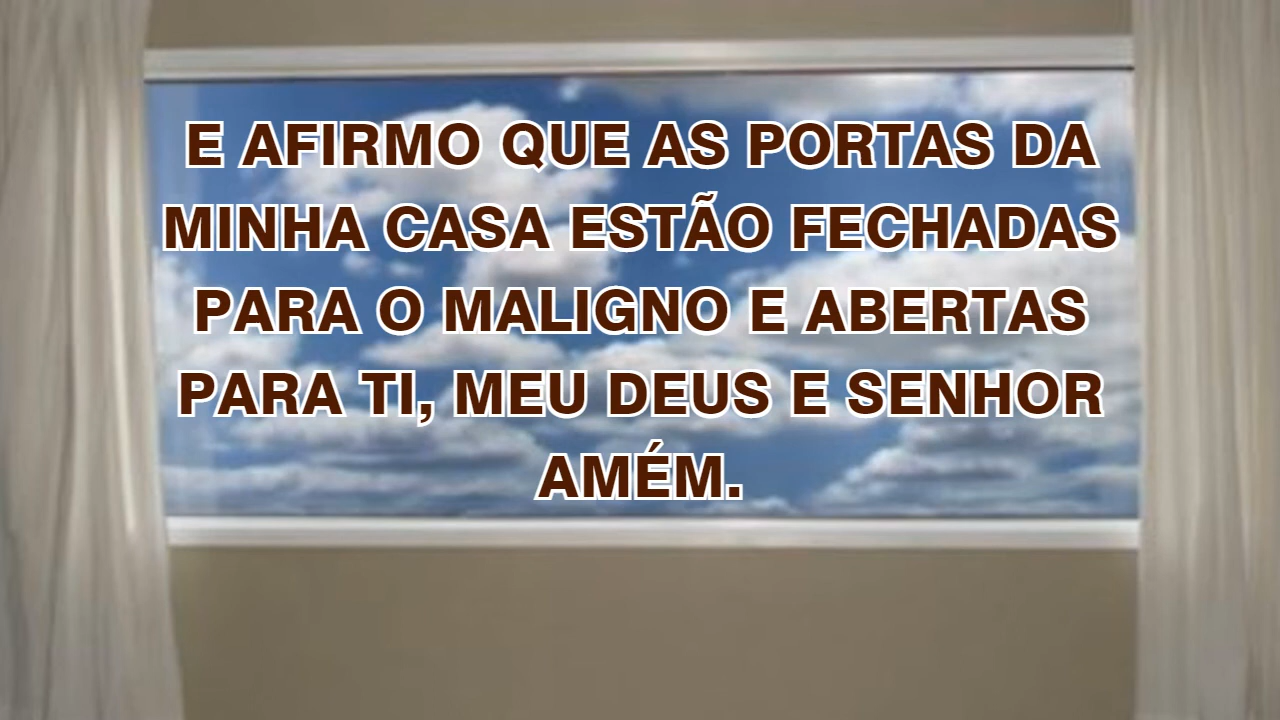 E AFIRMO QUE AS PORTAS DA
MINHA CASA ESTÃO FECHADAS
PARA O MALIGNO E ABERTAS
PARA TI, MEU DEUS E SENHOR
AMÉM.